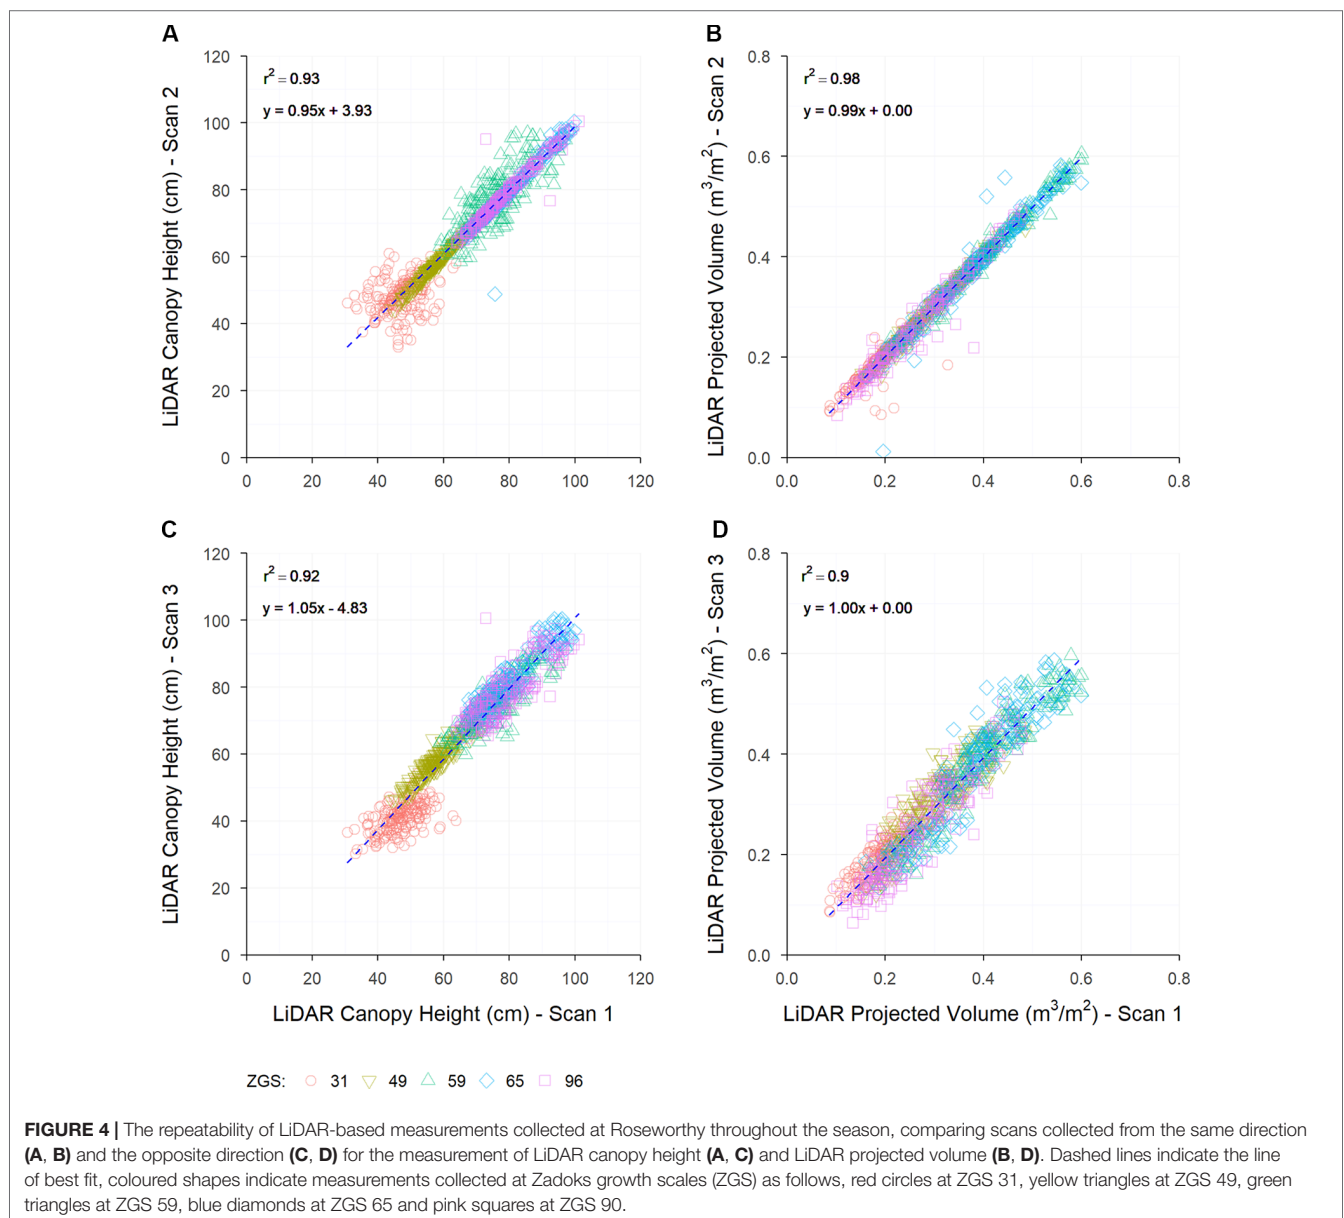 A
LiDAR Canopy Height (cm) - Scan 2
120
100
80
60
40
20
0
r² = 0.93
y = 0.95x + 3.93
0 20 40 60 80 100 120
B
LiDAR Projected Volume (m³/m²) - Scan 2
0.8
0.6
0.4
0.2
0.0
r² = 0.98
y = 0.99x + 0.00
0.0 0.2 0.4 0.6 0.8
C
LiDAR Canopy Height (cm) - Scan 3
120
100
80
60
40
20
0
r² = 0.92
y = 1.05x - 4.83
0 20 40 60 80 100 120
LiDAR Canopy Height (cm) - Scan 1
D
LiDAR Projected Volume (m³/m²) - Scan 3
0.8
0.6
0.4
0.2
0.0
r² = 0.9
y = 1.00x + 0.00
0.0 0.2 0.4 0.6 0.8
LiDAR Projected Volume (m³/m²) - Scan 1
ZGS: 31 49 59 65 96
FIGURE 4 | The repeatability of LiDAR-based measurements collected at Roseworthy throughout the season, comparing scans collected from the same direction
(A, B) and the opposite direction (C, D) for the measurement of LiDAR canopy height (A, C) and LiDAR projected volume (B, D). Dashed lines indicate the line
of best fit, coloured shapes indicate measurements collected at Zadoks growth scales (ZGS) as follows, red circles at ZGS 31, yellow triangles at ZGS 49, green
triangles at ZGS 59, blue diamonds at ZGS 65 and pink squares at ZGS 90.